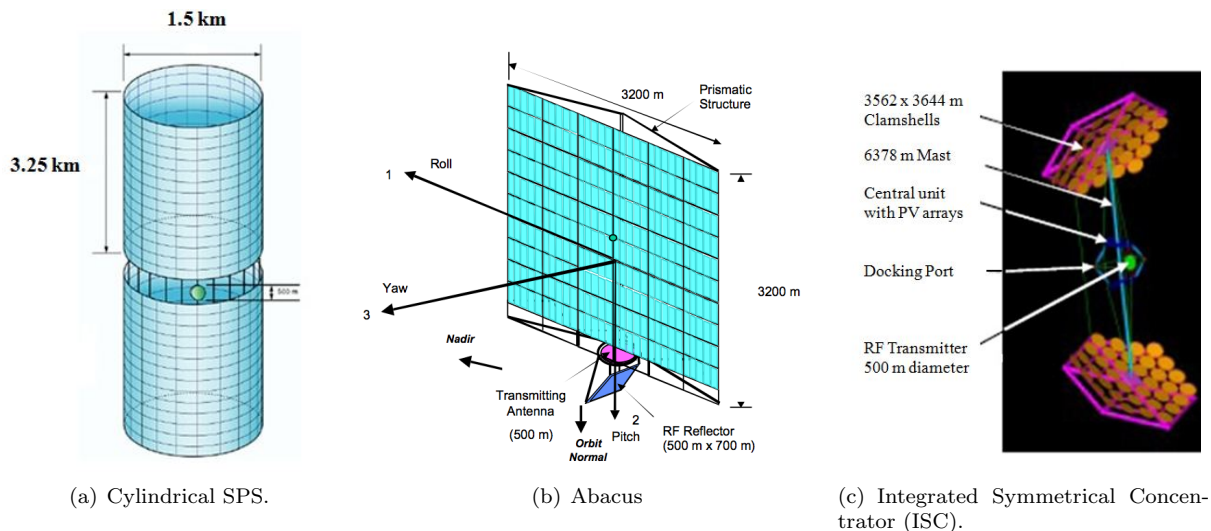 1.5 km
3.25 km
500 m
(a) Cylindrical SPS.
3200 m
Prismatic
Structure
Roll
1
Yaw
3
3200 m
Nadir
Transmitting
Antenna
(500 m)
Orbit
Normal
2
Pitch
RF Reflector
(500 m x 700 m)
(b) Abacus
3562 x 3644 m
Clamshells
6378 m Mast
Central unit
with PV arrays
Docking Port
RF Transmitter
500 m diameter
(c) Integrated Symmetrical Concen-
trator (ISC).